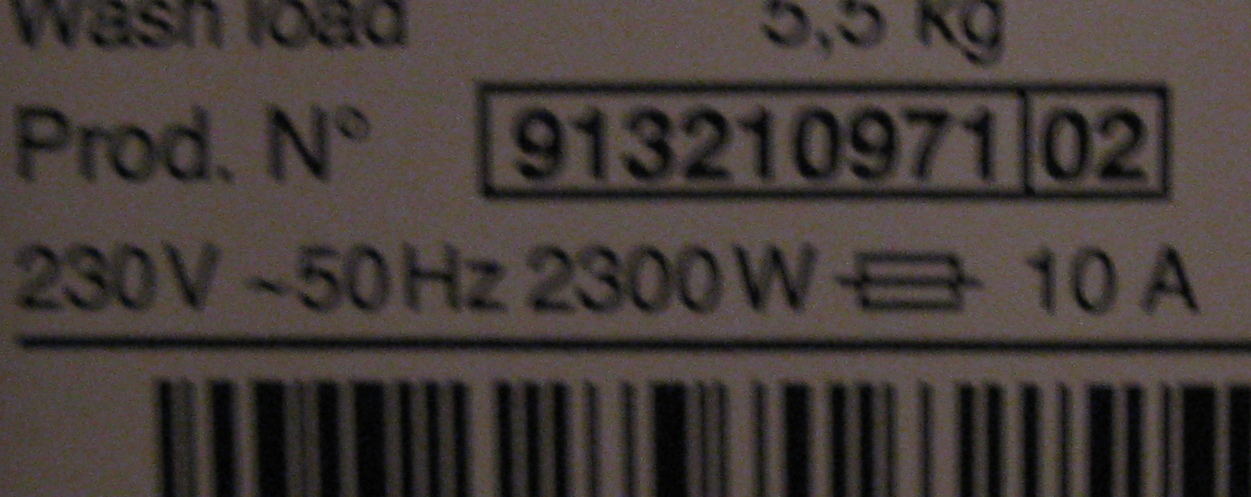 Wash load 5,5 kg
Prod. N° 913210971 02
230V ~50Hz 2300W 10 A